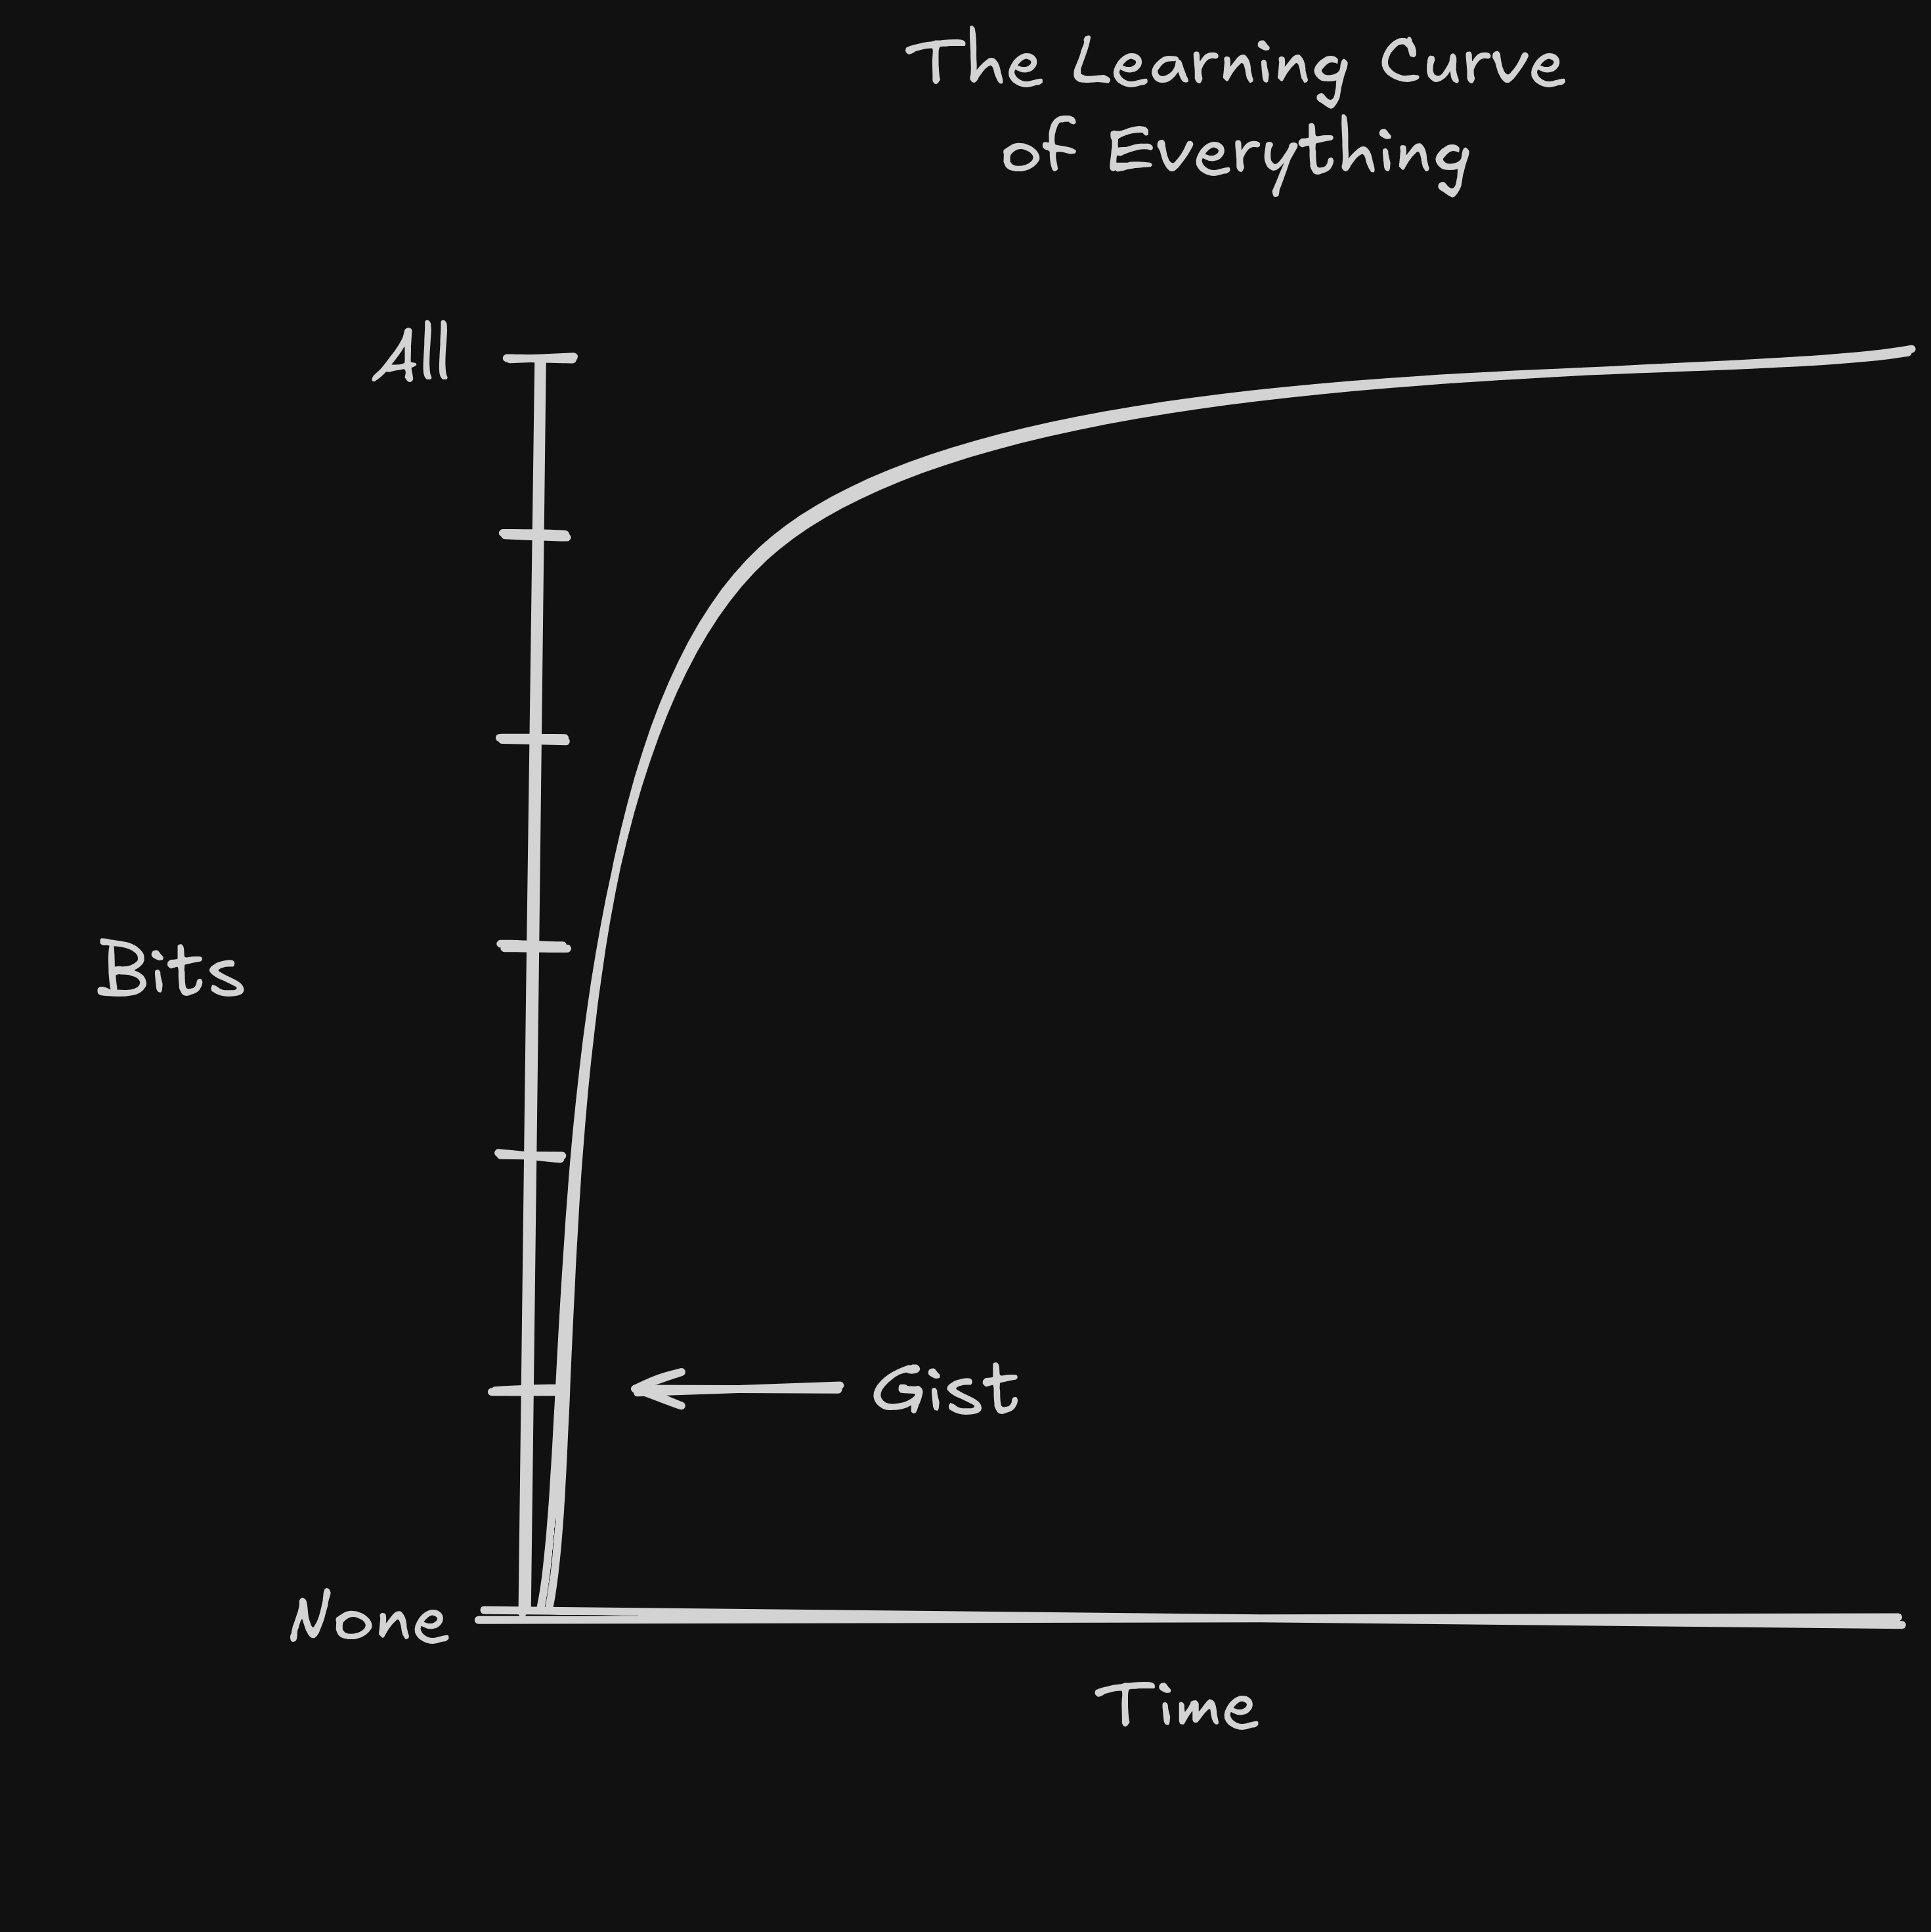 The Learning Curve
of Everything
All
Bits
Gist
None
Time